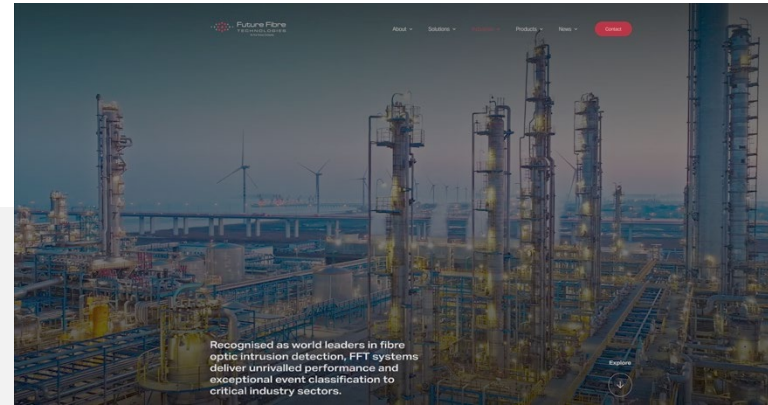 Future Fibre
TECHNOLOGIES
About
Solutions
Products
News
Contact
Recognised as world leaders in fibre
optic intrusion detection, FFT systems
deliver unrivalled performance and
exceptional event classification to
critical industry sectors.
Explore